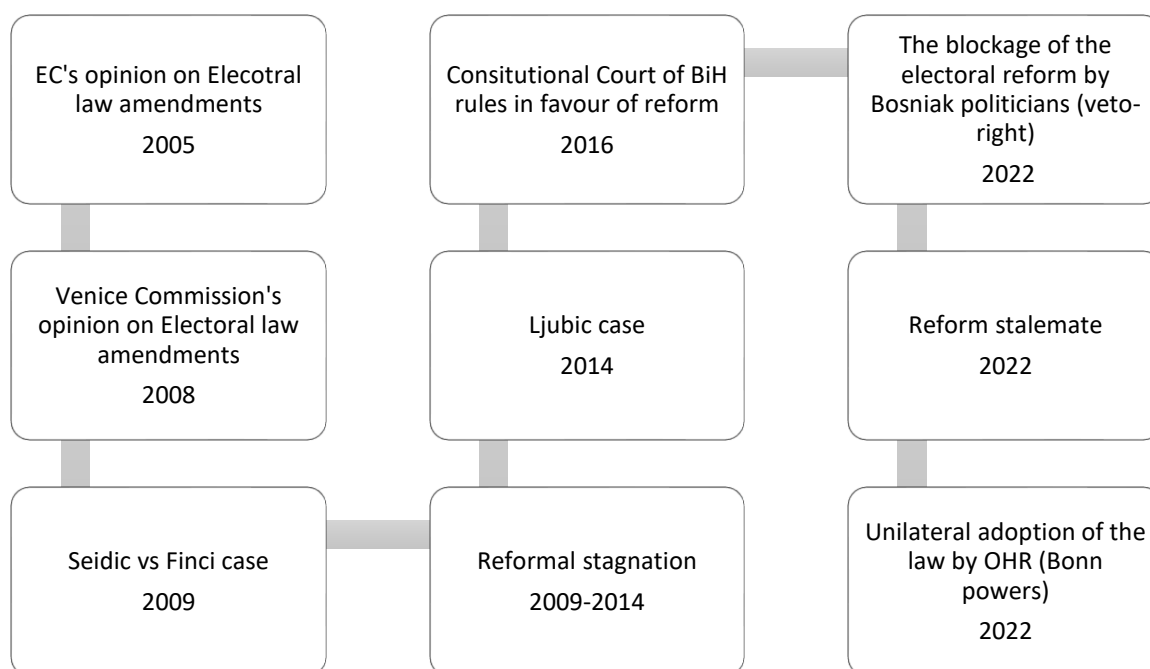 EC's opinion on Elecotral
law amendments
2005
Venice Commission's
opinion on Electoral law
amendments
2008
Seidic vs Finci case
2009
Reformal stagnation
2009-2014
Ljubic case
2014
Consitutional Court of BiH
rules in favour of reform
2016
The blockage of the
electoral reform by
Bosniak politicians (veto-
right)
2022
Reform stalemate
2022
Unilateral adoption of the
law by OHR (Bonn
powers)
2022